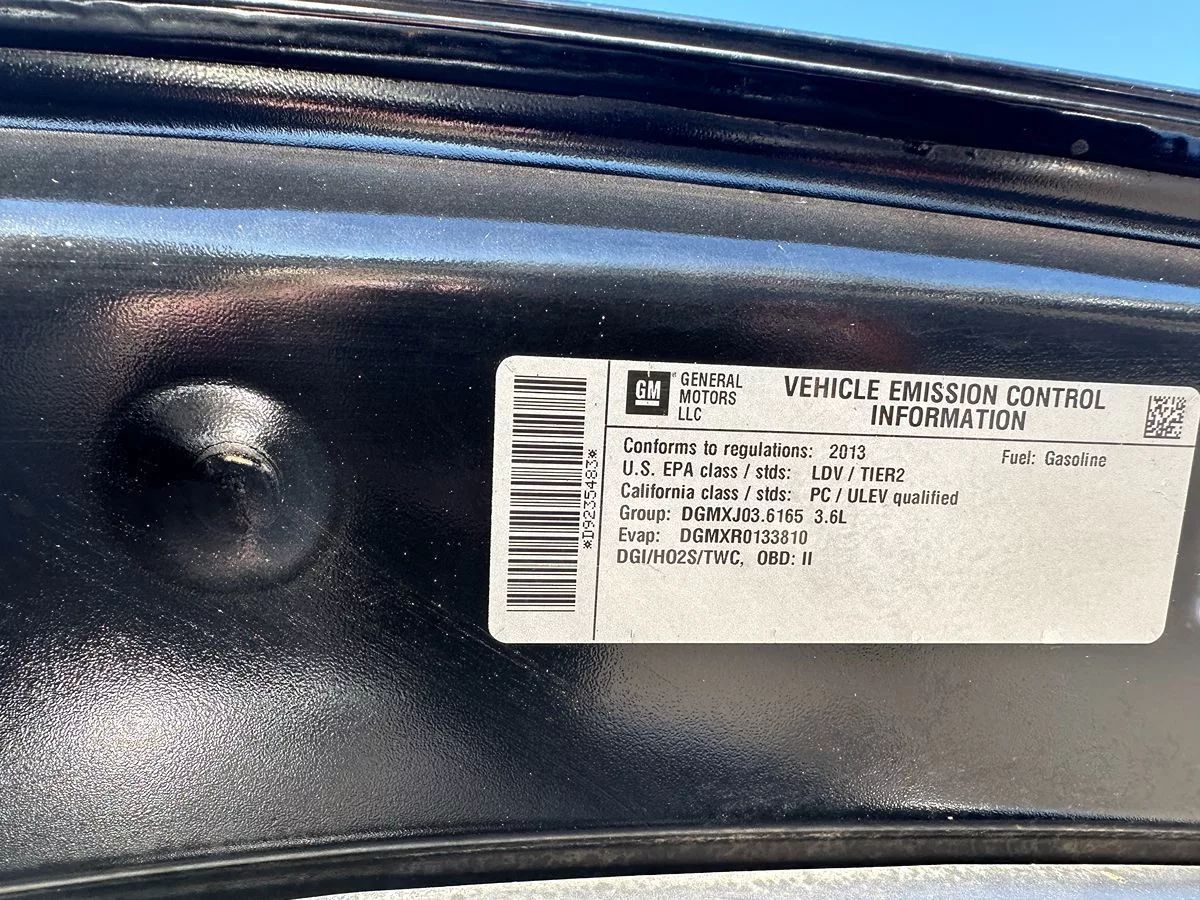 *D9235483*
GM
GENERAL
MOTORS
LLC
VEHICLE EMISSION CONTROL
INFORMATION
Conforms to regulations: 2013
Fuel: Gasoline
U.S. EPA class / stds: LDV / TIER2
California class / stds: PC / ULEV qualified
Group: DGMXJ03.6165 3.6L
Evap: DGMXR0133810
DGI/HO2S/TWC, OBD: II